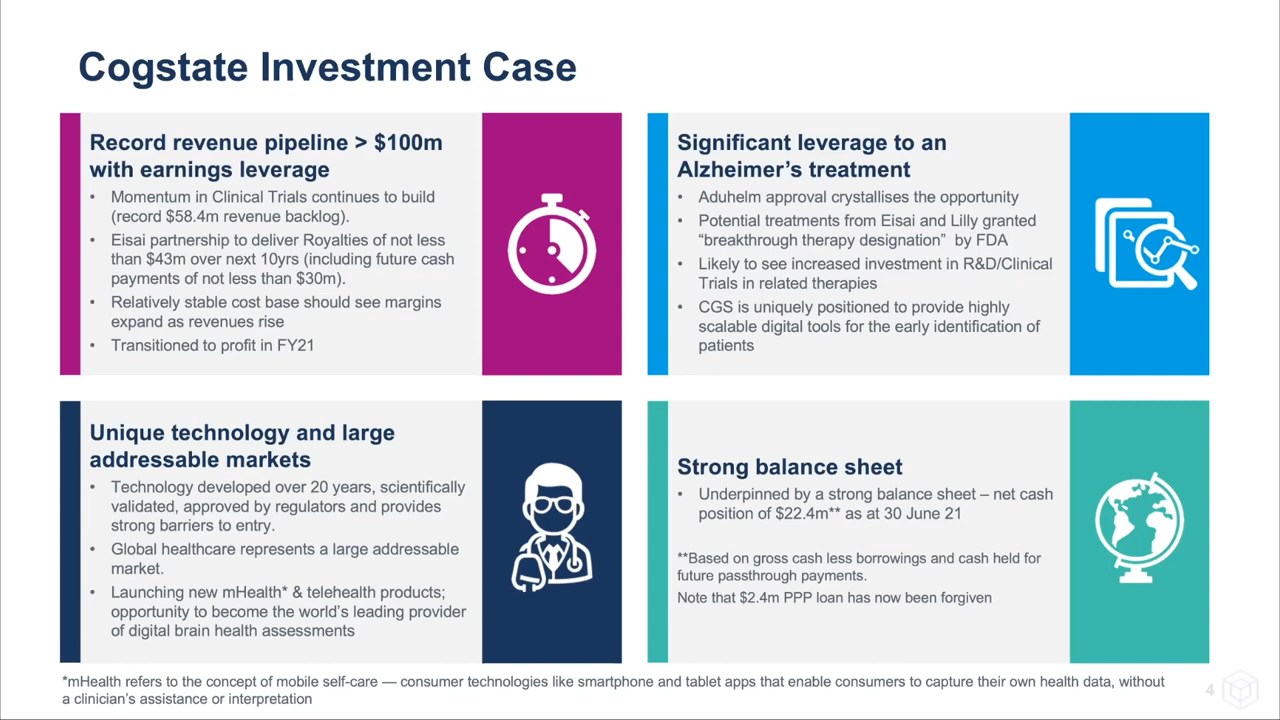 Cogstate Investment Case
Record revenue pipeline > $100m
with earnings leverage
• Momentum in Clinical Trials continues to build
(record $58.4m revenue backlog).
• Eisai partnership to deliver Royalties of not less
than $43m over next 10yrs (including future cash
payments of not less than $30m).
• Relatively stable cost base should see margins
expand as revenues rise
• Transitioned to profit in FY21
Significant leverage to an
Alzheimer’s treatment
• Aduhelm approval crystallises the opportunity
• Potential treatments from Eisai and Lilly granted
“breakthrough therapy designation” by FDA
• Likely to see increased investment in R&D/Clinical
Trials in related therapies
• CGS is uniquely positioned to provide highly
scalable digital tools for the early identification of
patients
Unique technology and large
addressable markets
• Technology developed over 20 years, scientifically
validated, approved by regulators and provides
strong barriers to entry.
• Global healthcare represents a large addressable
market.
• Launching new mHealth* & telehealth products;
opportunity to become the world’s leading provider
of digital brain health assessments
Strong balance sheet
• Underpinned by a strong balance sheet – net cash
position of $22.4m** as at 30 June 21
**Based on gross cash less borrowings and cash held for
future passthrough payments.
Note that $2.4m PPP loan has now been forgiven
*mHealth refers to the concept of mobile self-care — consumer technologies like smartphone and tablet apps that enable consumers to capture their own health data, without
a clinician’s assistance or interpretation
4